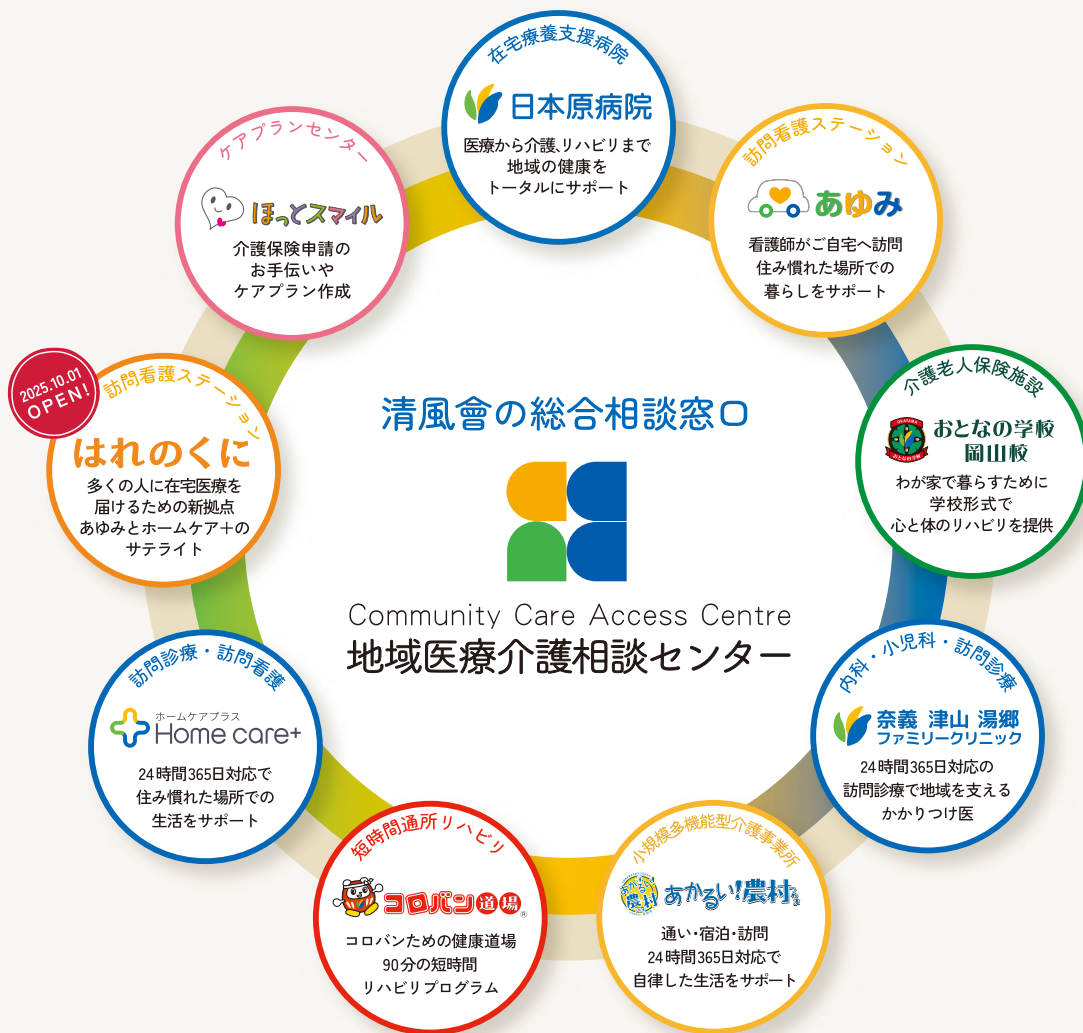 在宅療養支援病院
日本原病院
医療から介護、リハビリまで
地域の健康を
トータルにサポート
訪問看護ステーション
あゆみ
看護師がご自宅へ訪問
住み慣れた場所での
暮らしをサポート
介護老人保険施設
おとなの学校
岡山校
わが家で暮らすために
学校形式で
心と体のリハビリを提供
内科・小児科・訪問診療
奈義 津山 湯郷
ファミリークリニック
24時間365日対応の
訪問診療で地域を支える
かかりつけ医
小規模多機能型介護事業所
あかるい!農村
通い・宿泊・訪問
24時間365日対応で
自律した生活をサポート
短時間通所リハビリ
コロバン道場®
コロバンための健康道場
90分の短時間
リハビリプログラム
訪問診療・訪問看護
ホームケアプラス
Home care+
24時間365日対応で
住み慣れた場所での
生活をサポート
2025.10.01
OPEN!
訪問看護ステーション
はれのくに
多くの人に在宅医療を
届けるための新拠点
あゆみとホームケア+の
サテライト
ケアプランセンター
ほっとスマイル
介護保険申請の
お手伝いや
ケアプラン作成
清風會の総合相談窓口
Community Care Access Centre
地域医療介護相談センター